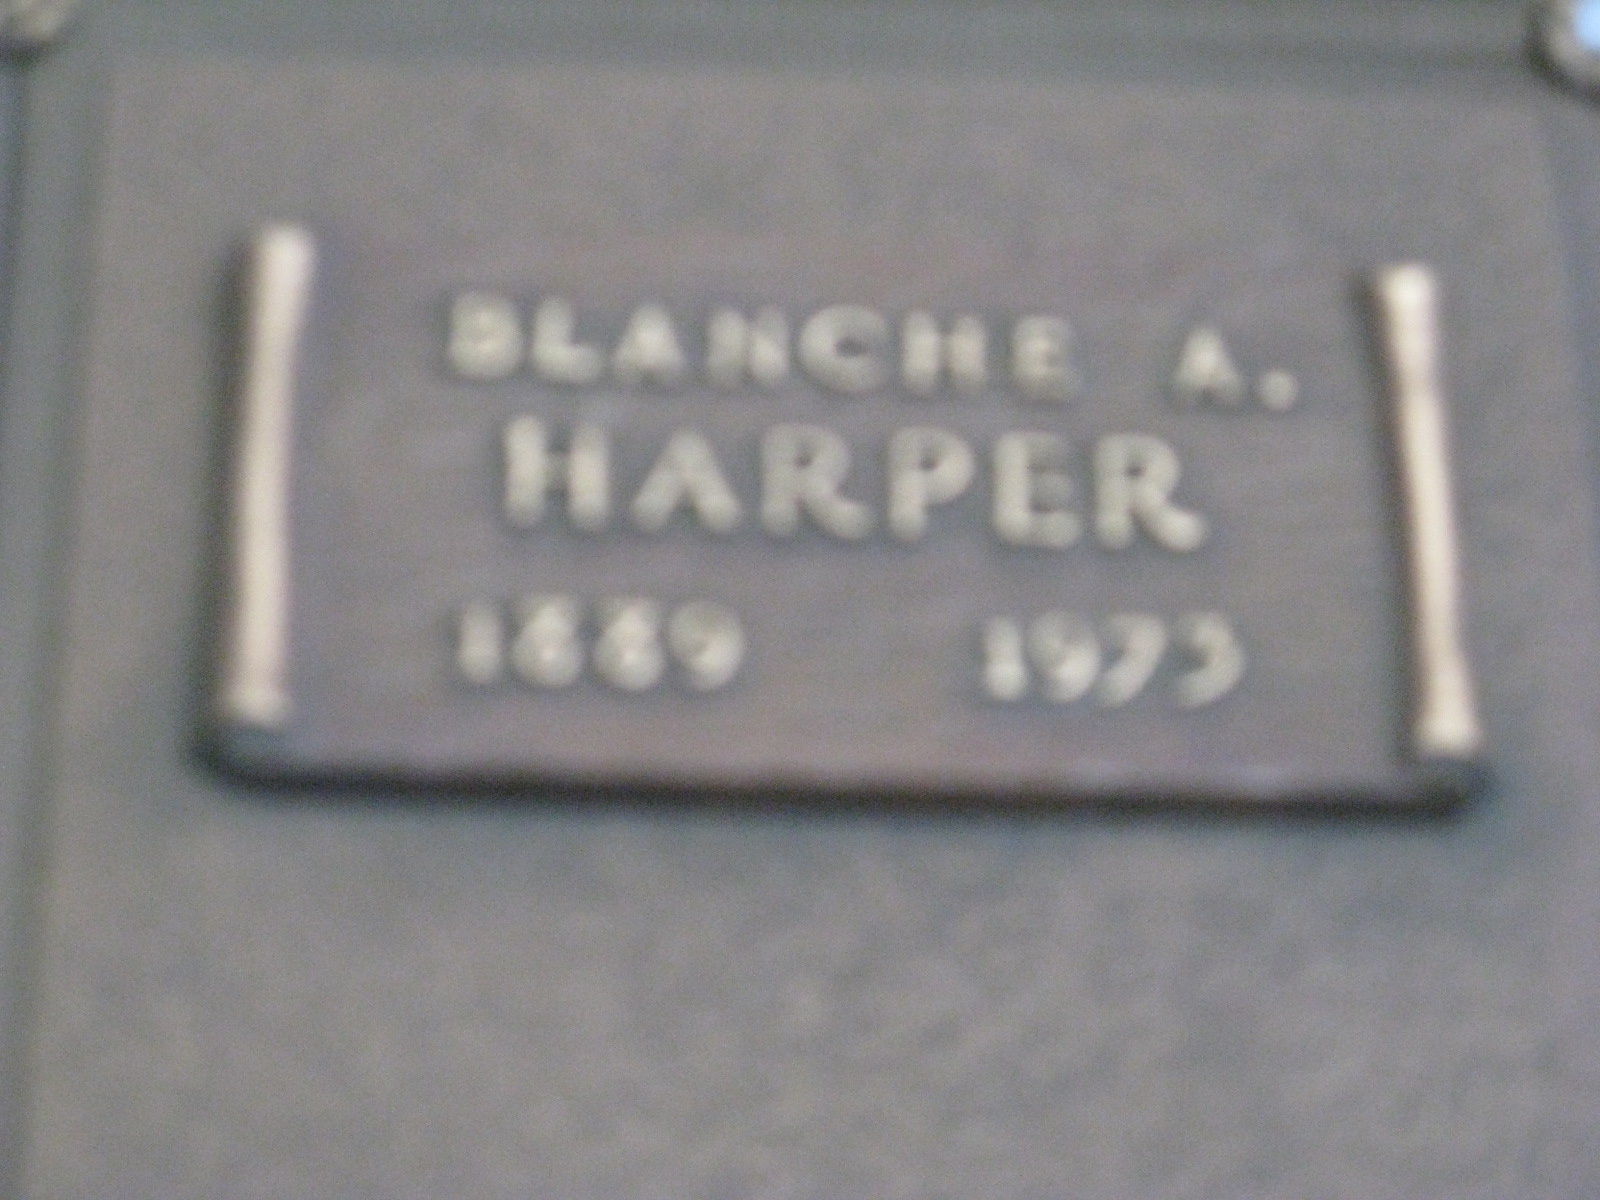 BLANCHE A.
HARPER
1889 1973